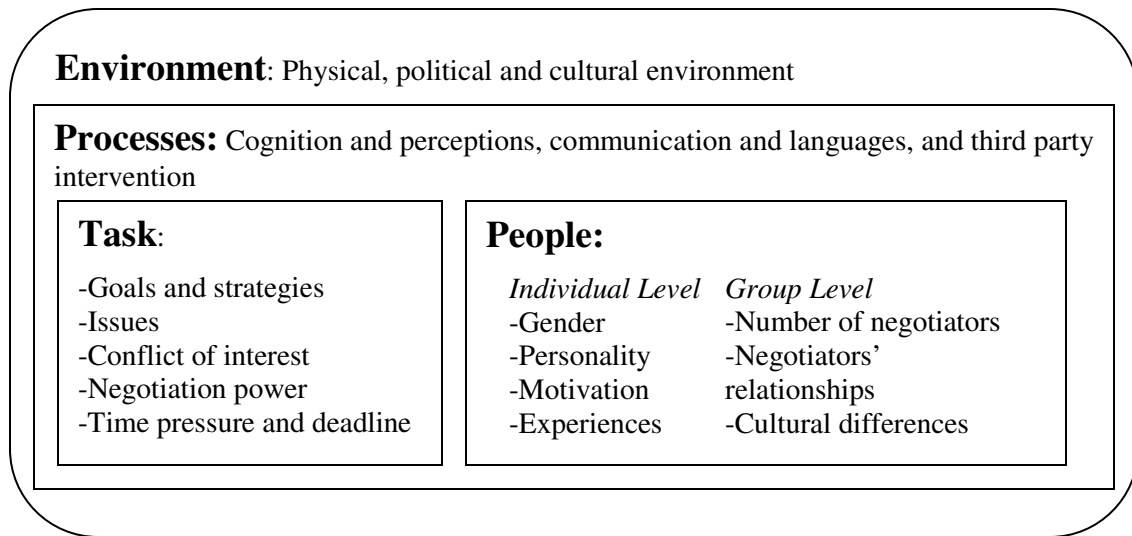 Environment: Physical, political and cultural environment
Processes: Cognition and perceptions, communication and languages, and third party
intervention
Task:
-Goals and strategies
-Issues
-Conflict of interest
-Negotiation power
-Time pressure and deadline
People:
Individual Level
-Gender
-Personality
-Motivation
-Experiences
Group Level
-Number of negotiators
-Negotiators’
relationships
-Cultural differences